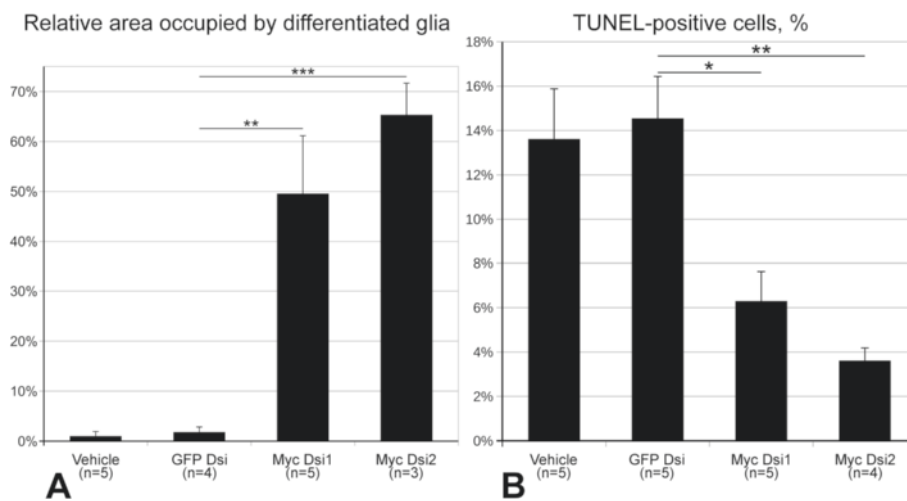 Relative area occupied by differentiated glia
***
**
70%
60%
50%
40%
30%
20%
10%
0%
Vehicle
(n=5)
GFP Dsi
(n=4)
Myc Dsi1
(n=5)
Myc Dsi2
(n=3)
A
TUNEL-positive cells, %
**
*
18%
16%
14%
12%
10%
8%
6%
4%
2%
0%
Vehicle
(n=5)
GFP Dsi
(n=5)
Myc Dsi1
(n=5)
Myc Dsi2
(n=4)
B